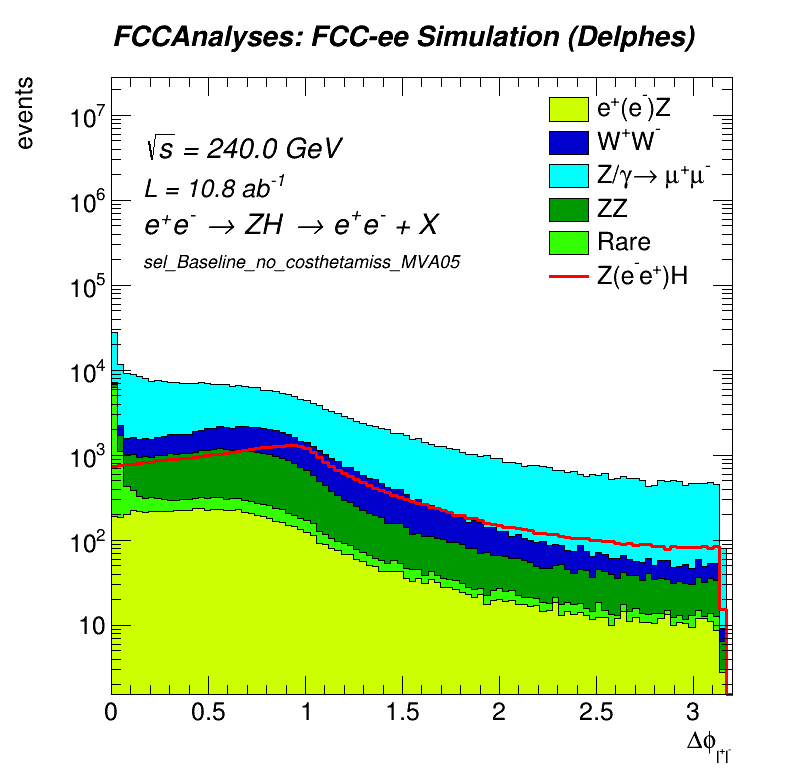 FCCAnalyses: FCC-ee Simulation (Delphes)
events
√s = 240.0 GeV
L = 10.8 ab⁻¹
e⁺e⁻ → ZH → e⁺e⁻ + X
sel_Baseline_no_costhetamiss_MVA05
e⁺(e⁻)Z
W⁺W⁻
Z/γ→ μ⁺μ⁻
ZZ
Rare
Z(e⁻e⁺)H
10⁷
10⁶
10⁵
10⁴
10³
10²
10
0 0.5 1 1.5 2 2.5 3
Δϕ_l⁺l⁻